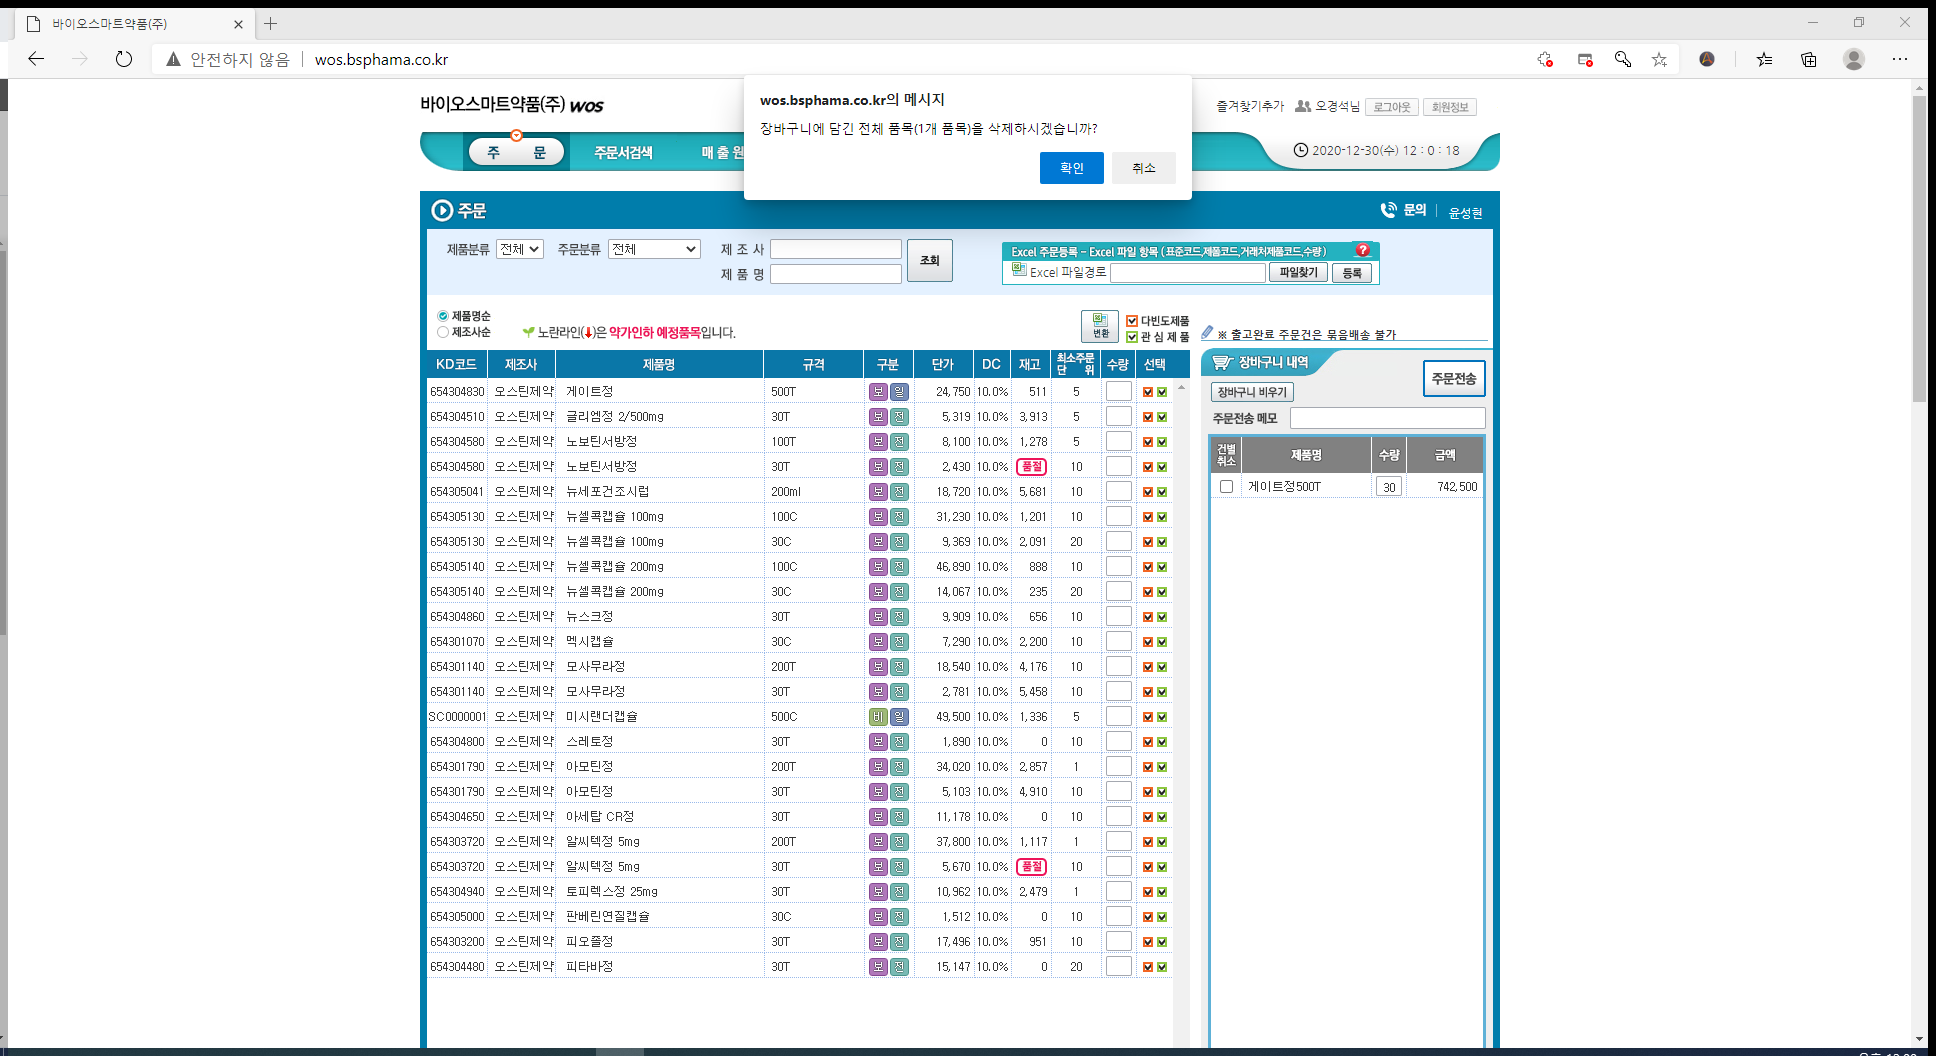 바이오스마트약품(주)
안전하지 않음 wos.bsphama.co.kr
wos.bsphama.co.kr의 메시지
장바구니에 담긴 전체 품목(1개 품목)을 삭제하시겠습니까?
확인 취소
바이오스마트약품(주) wos
즐겨찾기추가 오경석님 로그아웃 회원정보
주 문 주문서검색 매 출 원
2020-12-30(수) 12 : 0 : 18
주문 문의 윤성현
제품분류 전체 주문분류 전체 제 조 사
제 품 명
조회
Excel 주문등록 - Excel 파일 항목 (표준코드,제품코드,거래처제품코드,수량)
Excel 파일경로 파일찾기 등록
제품명순
제조사순
노란라인(↓)은 약가인하 예정품목입니다.
변환
다빈도제품
관 심 제 품
※ 출고완료 주문건은 묶음배송 불가
KD코드 제조사 제품명 규격 구분 단가 DC 재고 최소주문단 위 수량 선택
654304830 오스틴제약 게이트정 500T 보 일 24,750 10.0% 511 5
654304510 오스틴제약 글리엠정 2/500mg 30T 보 전 5,319 10.0% 3,913 5
654304580 오스틴제약 노보틴서방정 100T 보 전 8,100 10.0% 1,278 5
654304580 오스틴제약 노보틴서방정 30T 보 전 2,430 10.0% 품절 10
654305041 오스틴제약 뉴세포건조시럽 200ml 보 전 18,720 10.0% 5,681 10
654305130 오스틴제약 뉴셀콕캡슐 100mg 100C 보 전 31,230 10.0% 1,201 10
654305130 오스틴제약 뉴셀콕캡슐 100mg 30C 보 전 9,369 10.0% 2,091 20
654305140 오스틴제약 뉴셀콕캡슐 200mg 100C 보 전 46,890 10.0% 888 10
654305140 오스틴제약 뉴셀콕캡슐 200mg 30C 보 전 14,067 10.0% 235 20
654304860 오스틴제약 뉴스크정 30T 보 전 9,909 10.0% 656 10
654301070 오스틴제약 멕시캡슐 30C 보 전 7,290 10.0% 2,200 10
654301140 오스틴제약 모사무라정 200T 보 전 18,540 10.0% 4,176 10
654301140 오스틴제약 모사무라정 30T 보 전 2,781 10.0% 5,458 10
SC0000001 오스틴제약 미시랜더캡슐 500C 비 일 49,500 10.0% 1,336 5
654304800 오스틴제약 스레토정 30T 보 전 1,890 10.0% 0 10
654301790 오스틴제약 아모틴정 200T 보 전 34,020 10.0% 2,857 1
654301790 오스틴제약 아모틴정 30T 보 전 5,103 10.0% 4,910 10
654304650 오스틴제약 아세탑 CR정 30T 보 전 11,178 10.0% 0 10
654303720 오스틴제약 알씨텍정 5mg 200T 보 전 37,800 10.0% 1,117 1
654303720 오스틴제약 알씨텍정 5mg 30T 보 전 5,670 10.0% 품절 10
654304940 오스틴제약 토피렉스정 25mg 30T 보 전 10,962 10.0% 2,479 1
654305000 오스틴제약 판베린연질캡슐 30C 보 전 1,512 10.0% 0 10
654303200 오스틴제약 피오졸정 30T 보 전 17,496 10.0% 951 10
654304480 오스틴제약 피타바정 30T 보 전 15,147 10.0% 0 20
장바구니 내역
장바구니 비우기
주문전송
주문전송 메모
건별취소 제품명 수량 금액
게이트정500T 30 742,500